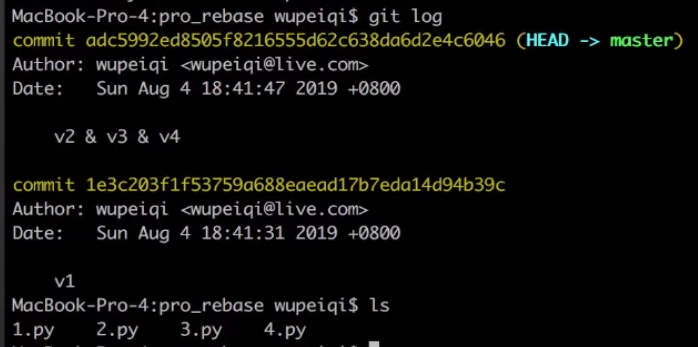 MacBook-Pro-4:pro_rebase wupeiqi$ git log
commit adc5992ed8505f8216555d62c638da6d2e4c6046 (HEAD -> master)
Author: wupeiqi <wupeiqi@live.com>
Date:   Sun Aug 4 18:41:47 2019 +0800
    v2 & v3 & v4
commit 1e3c203f1f53759a688eaead17b7eda14d94b39c
Author: wupeiqi <wupeiqi@live.com>
Date:   Sun Aug 4 18:41:31 2019 +0800
    v1
MacBook-Pro-4:pro_rebase wupeiqi$ ls
1.py    2.py    3.py    4.py